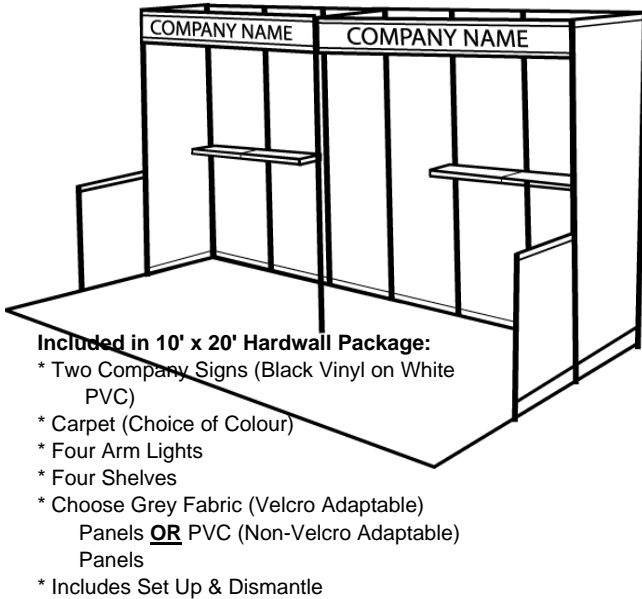 COMPANY NAME
COMPANY NAME
Included in 10' x 20' Hardwall Package:
* Two Company Signs (Black Vinyl on White
PVC)
* Carpet (Choice of Colour)
* Four Arm Lights
* Four Shelves
* Choose Grey Fabric (Velcro Adaptable)
Panels OR PVC (Non-Velcro Adaptable)
Panels
* Includes Set Up & Dismantle